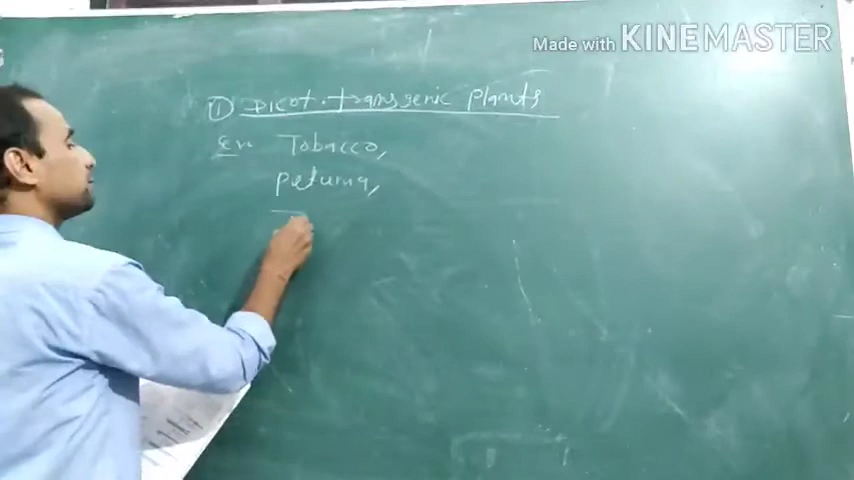 Made with KINEMASTER
① Dicot transgenic plants
Ex. Tobacco,
Petunia,